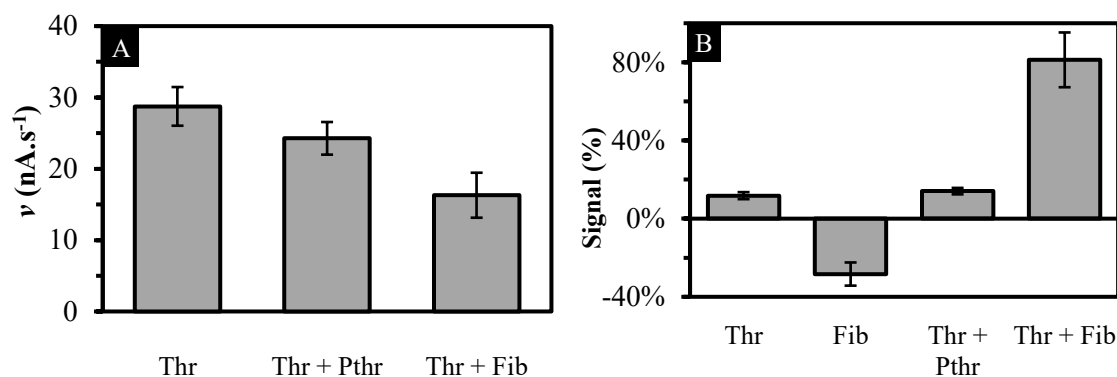 A
v (nA.s⁻¹)
40
30
20
10
0
Thr
Thr + Pthr
Thr + Fib
B
Signal (%)
80%
40%
0%
-40%
Thr
Fib
Thr +
Pthr
Thr + Fib